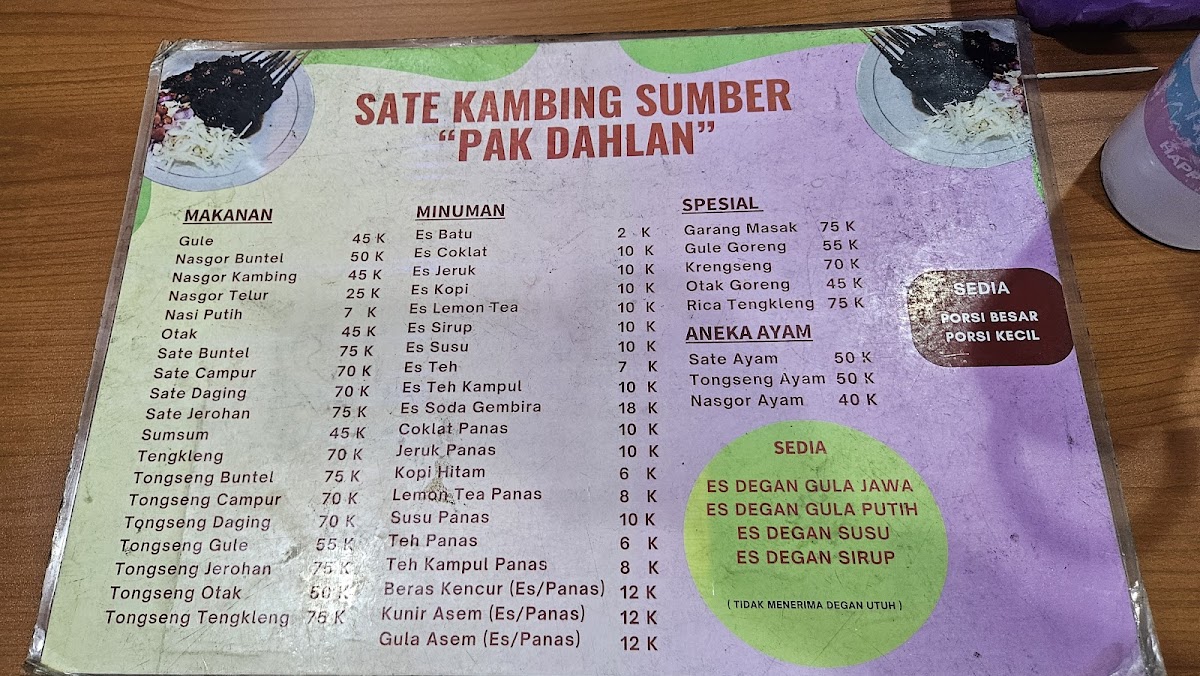 SATE KAMBING SUMBER
“PAK DAHLAN”
MAKANAN
Gule 45 K
Nasgor Buntel 50 K
Nasgor Kambing 45 K
Nasgor Telur 25 K
Nasi Putih 7 K
Otak 45 K
Sate Buntel 75 K
Sate Campur 70 K
Sate Daging 70 K
Sate Jerohan 75 K
Sumsum 45 K
Tengkleng 70 K
Tongseng Buntel 75 K
Tongseng Campur 70 K
Tongseng Daging 70 K
Tongseng Gule 55 K
Tongseng Jerohan 75 K
Tongseng Otak 50 K
Tongseng Tengkleng 75 K
MINUMAN
Es Batu 2 K
Es Coklat 10 K
Es Jeruk 10 K
Es Kopi 10 K
Es Lemon Tea 10 K
Es Sirup 10 K
Es Susu 10 K
Es Teh 7 K
Es Teh Kampul 10 K
Es Soda Gembira 18 K
Coklat Panas 10 K
Jeruk Panas 10 K
Kopi Hitam 6 K
Lemon Tea Panas 8 K
Susu Panas 10 K
Teh Panas 6 K
Teh Kampul Panas 8 K
Beras Kencur (Es/Panas) 12 K
Kunir Asem (Es/Panas) 12 K
Gula Asem (Es/Panas) 12 K
SPESIAL
Garang Masak 75 K
Gule Goreng 55 K
Krengseng 70 K
Otak Goreng 45 K
Rica Tengkleng 75 K
ANEKA AYAM
Sate Ayam 50 K
Tongseng Ayam 50 K
Nasgor Ayam 40 K
SEDIA
PORSI BESAR
PORSI KECIL
SEDIA
ES DEGAN GULA JAWA
ES DEGAN GULA PUTIH
ES DEGAN SUSU
ES DEGAN SIRUP
( TIDAK MENERIMA DEGAN UTUH )